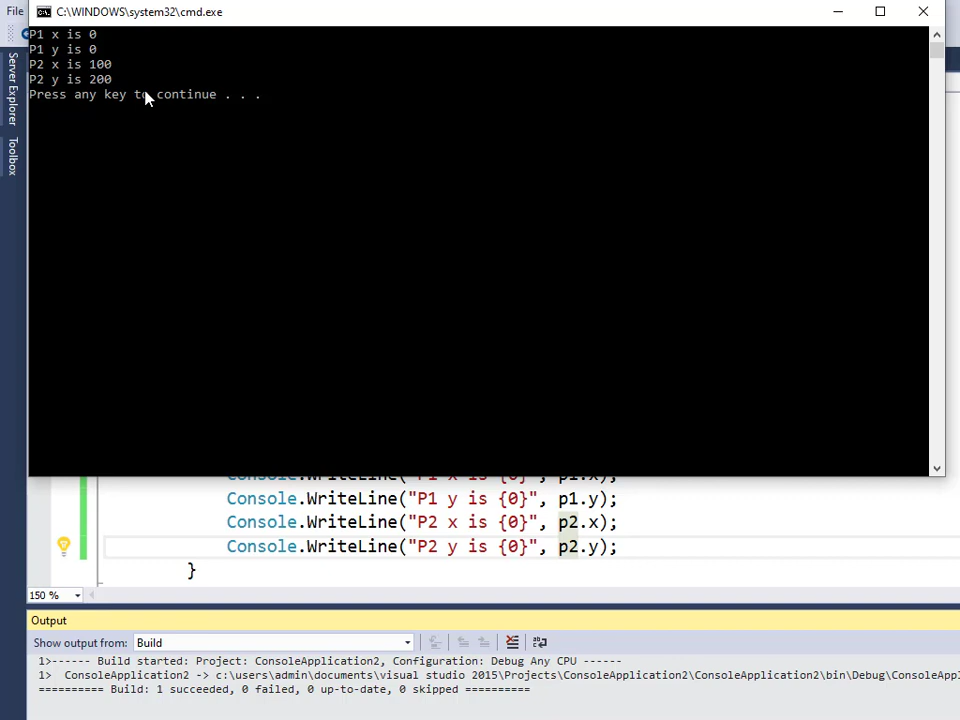 File
C:\WINDOWS\system32\cmd.exe
P1 x is 0
P1 y is 0
P2 x is 100
P2 y is 200
Press any key to continue . . .
Server Explorer
Toolbox
Console.WriteLine("P1 x is {0}", p1.x);
Console.WriteLine("P1 y is {0}", p1.y);
Console.WriteLine("P2 x is {0}", p2.x);
Console.WriteLine("P2 y is {0}", p2.y);
}
150 %
Output
Show output from: Build
1>------ Build started: Project: ConsoleApplication2, Configuration: Debug Any CPU ------
1>  ConsoleApplication2 -> c:\users\admin\documents\visual studio 2015\Projects\ConsoleApplication2\ConsoleApplication2\bin\Debug\ConsoleAppl
========== Build: 1 succeeded, 0 failed, 0 up-to-date, 0 skipped ==========